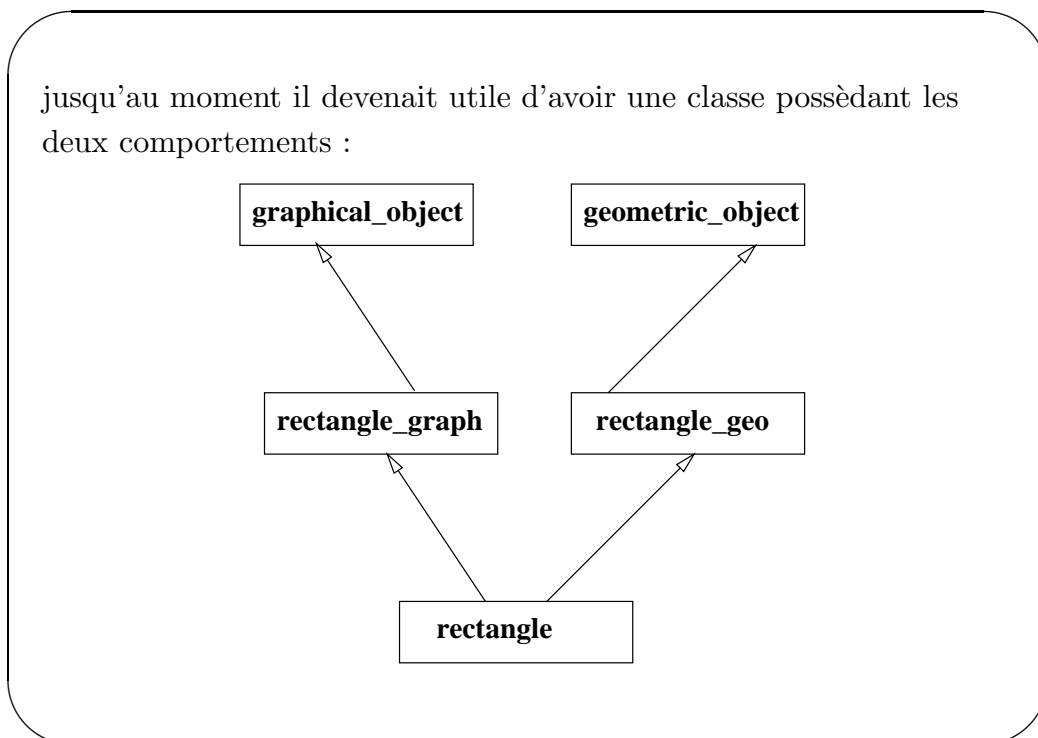 jusqu'au moment il devenait utile d'avoir une classe possèdant les
deux comportements :
graphical_object
geometric_object
rectangle_graph
rectangle_geo
rectangle